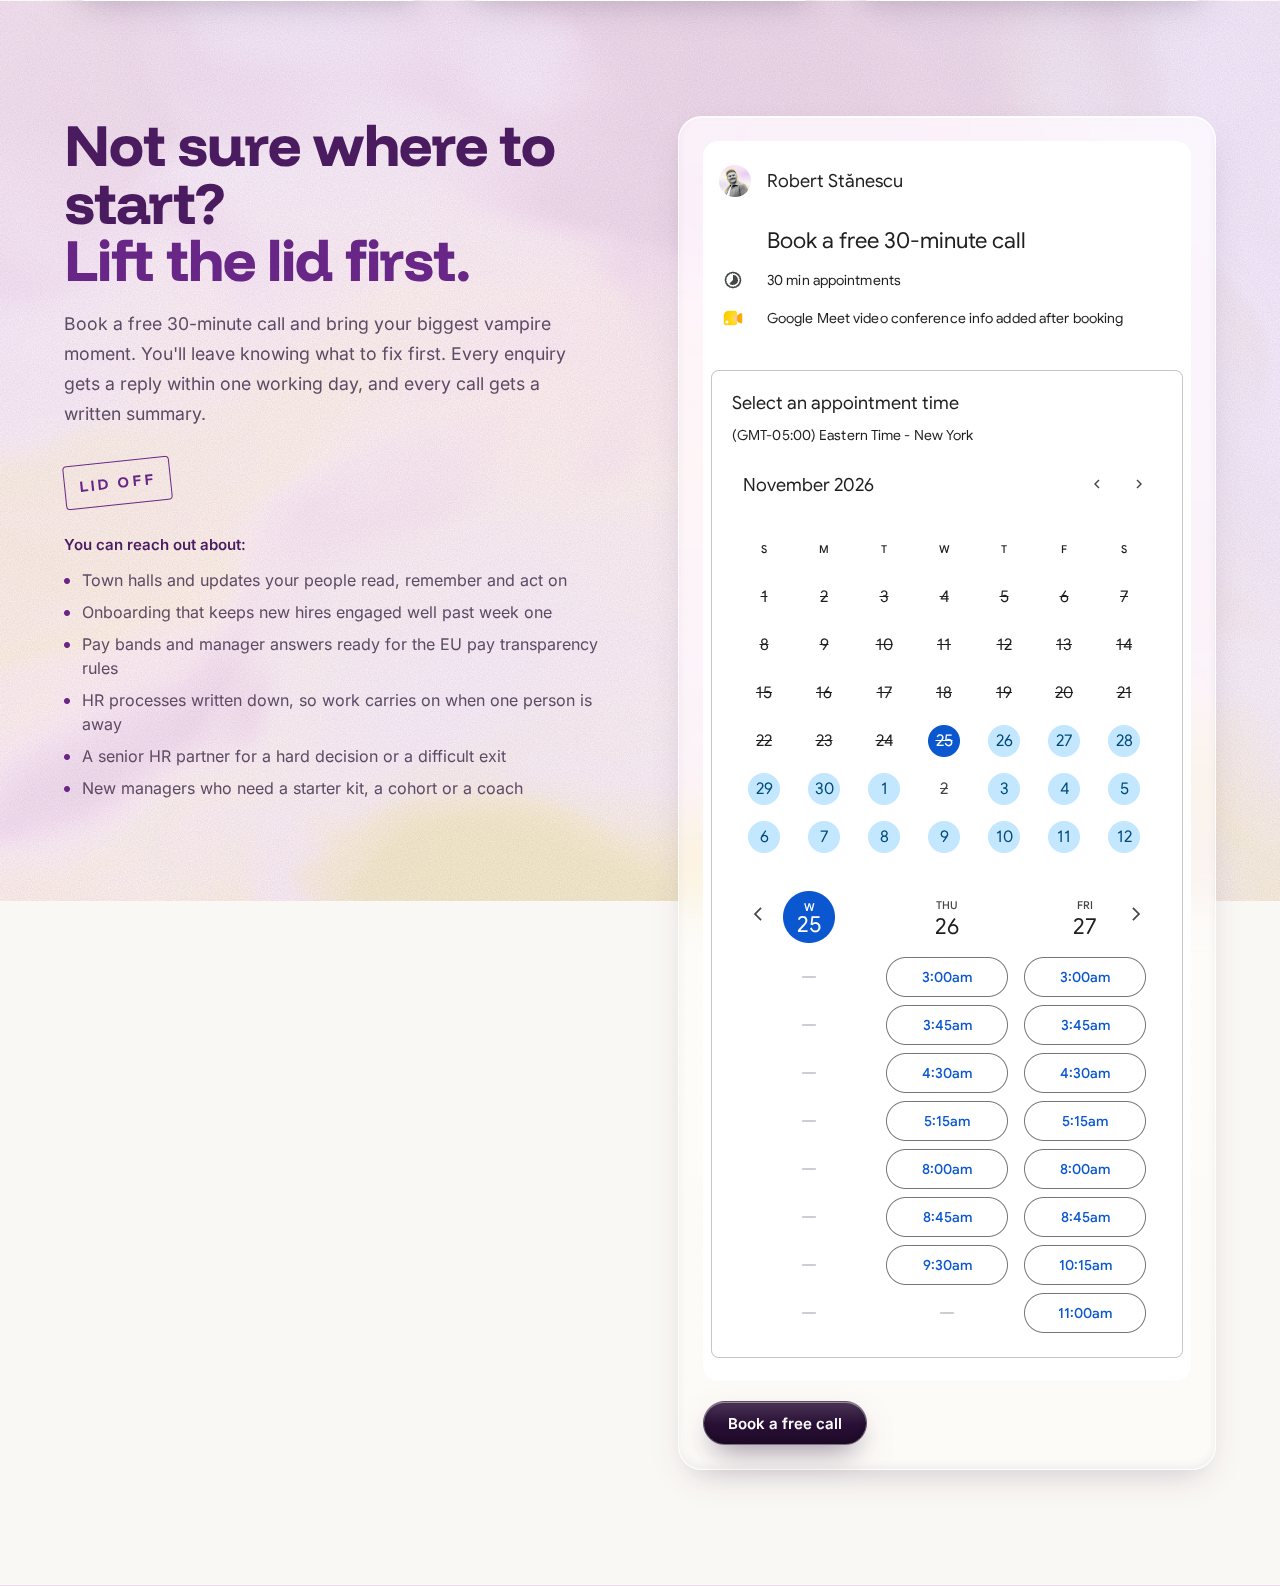 Not sure where to
start?
Lift the lid first.
Book a free 30-minute call and bring your biggest vampire
moment. You'll leave knowing what to fix first. Every enquiry
gets a reply within one working day, and every call gets a
written summary.
LID OFF
You can reach out about:
Town halls and updates your people read, remember and act on
Onboarding that keeps new hires engaged well past week one
Pay bands and manager answers ready for the EU pay transparency
rules
HR processes written down, so work carries on when one person is
away
A senior HR partner for a hard decision or a difficult exit
New managers who need a starter kit, a cohort or a coach
Robert Stănescu
Book a free 30-minute call
30 min appointments
Google Meet video conference info added after booking
Select an appointment time
(GMT-05:00) Eastern Time - New York
November 2026
S M T W T F S
1 2 3 4 5 6 7
8 9 10 11 12 13 14
15 16 17 18 19 20 21
22 23 24 25 26 27 28
29 30 1 2 3 4 5
6 7 8 9 10 11 12
W THU FRI
25 26 27
— 3:00am 3:00am
— 3:45am 3:45am
— 4:30am 4:30am
— 5:15am 5:15am
— 8:00am 8:00am
— 8:45am 8:45am
— 9:30am 10:15am
— — 11:00am
Book a free call